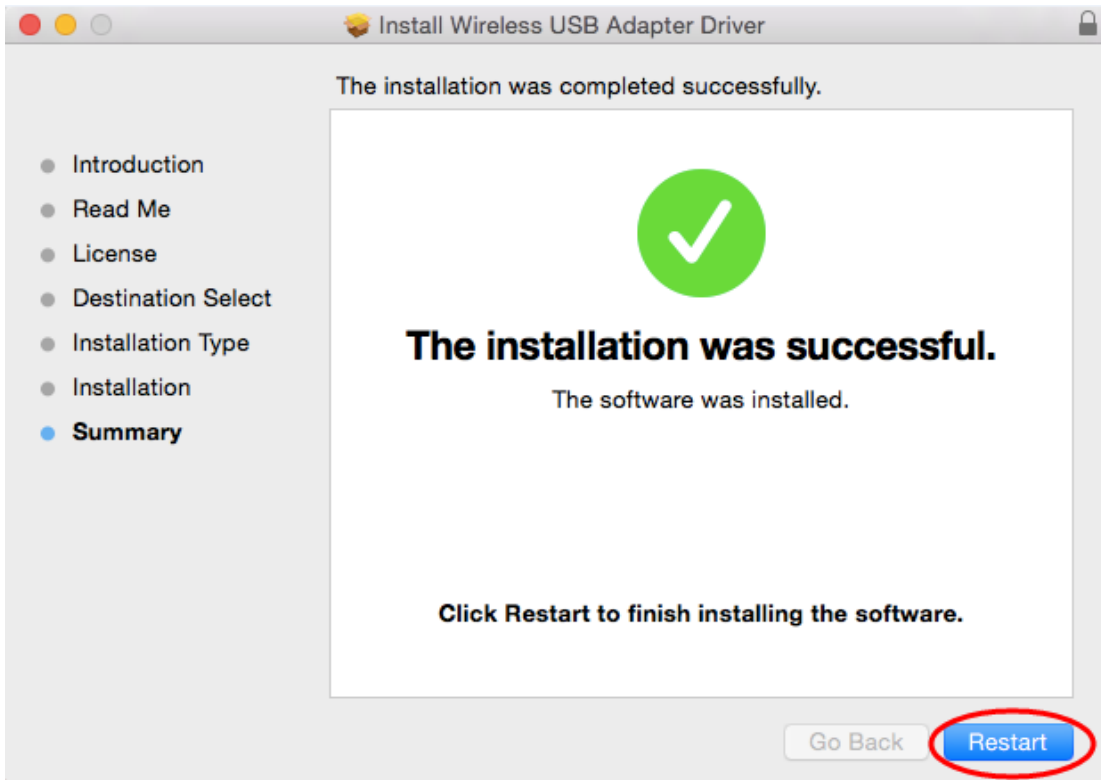 Install Wireless USB Adapter Driver
The installation was completed successfully.
Introduction
Read Me
License
Destination Select
Installation Type
Installation
Summary
The installation was successful.
The software was installed.
Click Restart to finish installing the software.
Go Back
Restart